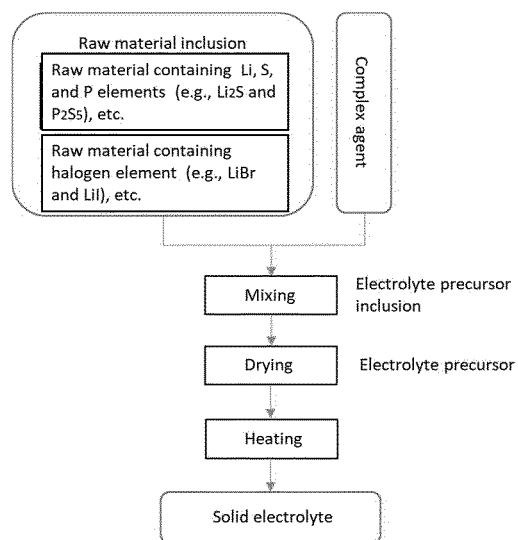 Raw material inclusion
Raw material containing Li, S,
and P elements (e.g., Li2S and
P2S5), etc.
Raw material containing
halogen element (e.g., LiBr
and LiI), etc.
Complex agent
Mixing
Electrolyte precursor
inclusion
Drying
Electrolyte precursor
Heating
Solid electrolyte